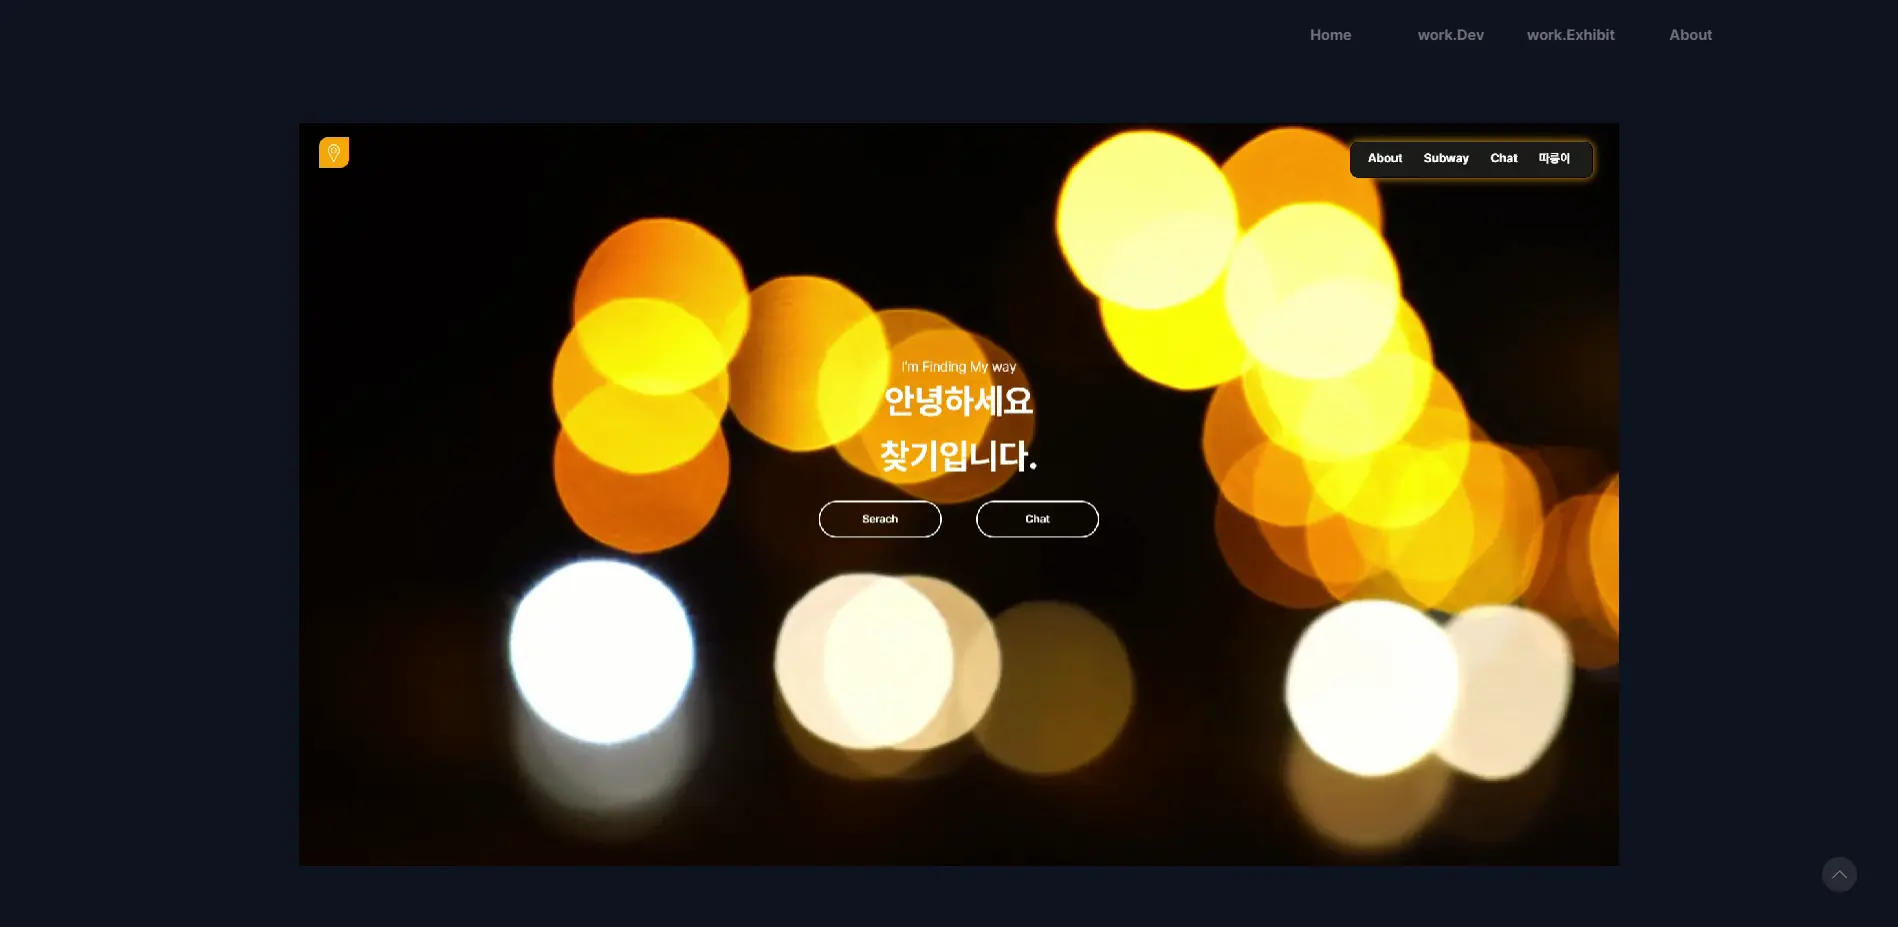 Home work.Dev work.Exhibit About
About Subway Chat 따릉이
I'm Finding My way
안녕하세요
찾기입니다.
Serach Chat